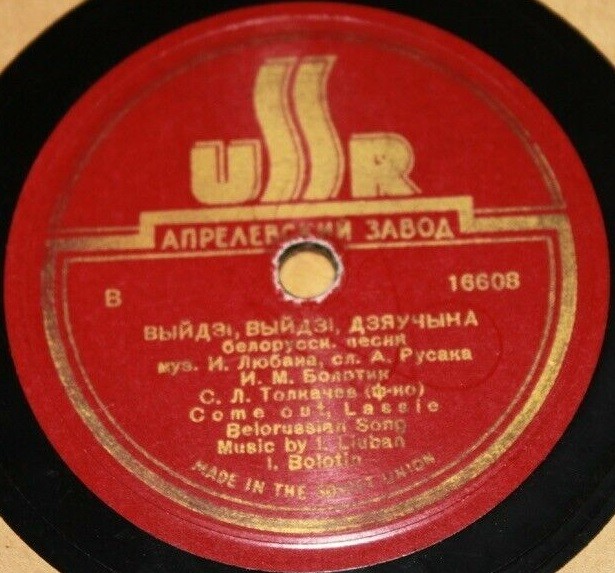 USSR
АПРЕЛЕВСКИЙ ЗАВОД
В 16608
ВЫЙДЗІ, ВЫЙДЗІ, ДЗЯУЧЫНА
белорусск. песня
муз. И. Любана, сл. А. Русака
И. М. Болотин
С. Л. Толкачев (ф-но)
Come out, Lassie
Belorussian Song
Music by I. Liuban
I. Bolotin
MADE IN THE SOVIET UNION